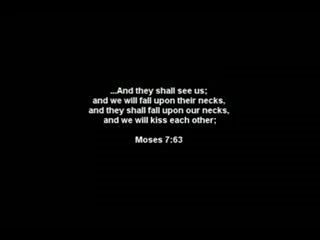 ...And they shall see us;
and we will fall upon their necks,
and they shall fall upon our necks,
and we will kiss each other;
Moses 7:63